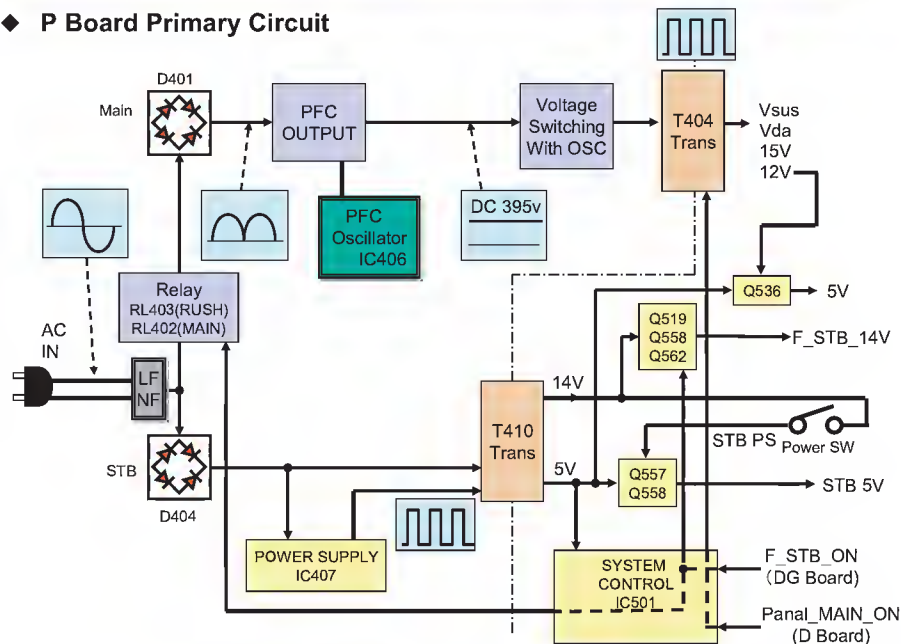 ◆ P Board Primary Circuit
D401
Main
PFC
OUTPUT
Voltage
Switching
With OSC
T404
Trans
Vsus
Vda
15V
12V
PFC
Oscillator
IC406
DC 395v
Relay
RL403(RUSH)
RL402(MAIN)
Q536
5V
Q519
Q558
Q562
F_STB_14V
AC
IN
LF
NF
14V
T410
Trans
STB PS
Power SW
STB
5V
Q557
Q558
STB 5V
D404
POWER SUPPLY
IC407
SYSTEM
CONTROL
IC501
F_STB_ON
(DG Board)
Panal_MAIN_ON
(D Board)